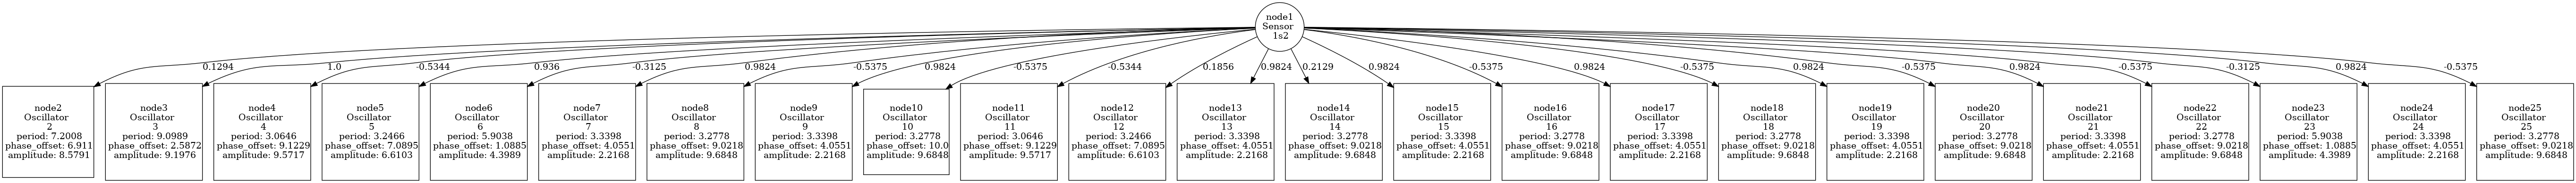 node1
Sensor
1s2
0.1294
1.0
-0.5344
0.936
-0.3125
0.9824
-0.5375
0.9824
-0.5375
-0.5344
0.1856
0.9824
0.2129
0.9824
-0.5375
0.9824
-0.5375
0.9824
-0.5375
0.9824
-0.5375
-0.3125
0.9824
-0.5375
node2
Oscillator
2
period: 7.2008
phase_offset: 6.911
amplitude: 8.5791
node3
Oscillator
3
period: 9.0989
phase_offset: 2.5872
amplitude: 9.1976
node4
Oscillator
4
period: 3.0646
phase_offset: 9.1229
amplitude: 9.5717
node5
Oscillator
5
period: 3.2466
phase_offset: 7.0895
amplitude: 6.6103
node6
Oscillator
6
period: 5.9038
phase_offset: 1.0885
amplitude: 4.3989
node7
Oscillator
7
period: 3.3398
phase_offset: 4.0551
amplitude: 2.2168
node8
Oscillator
8
period: 3.2778
phase_offset: 9.0218
amplitude: 9.6848
node9
Oscillator
9
period: 3.3398
phase_offset: 4.0551
amplitude: 2.2168
node10
Oscillator
10
period: 3.2778
phase_offset: 10.0
amplitude: 9.6848
node11
Oscillator
11
period: 3.0646
phase_offset: 9.1229
amplitude: 9.5717
node12
Oscillator
12
period: 3.2466
phase_offset: 7.0895
amplitude: 6.6103
node13
Oscillator
13
period: 3.3398
phase_offset: 4.0551
amplitude: 2.2168
node14
Oscillator
14
period: 3.2778
phase_offset: 9.0218
amplitude: 9.6848
node15
Oscillator
15
period: 3.3398
phase_offset: 4.0551
amplitude: 2.2168
node16
Oscillator
16
period: 3.2778
phase_offset: 9.0218
amplitude: 9.6848
node17
Oscillator
17
period: 3.3398
phase_offset: 4.0551
amplitude: 2.2168
node18
Oscillator
18
period: 3.2778
phase_offset: 9.0218
amplitude: 9.6848
node19
Oscillator
19
period: 3.3398
phase_offset: 4.0551
amplitude: 2.2168
node20
Oscillator
20
period: 3.2778
phase_offset: 9.0218
amplitude: 9.6848
node21
Oscillator
21
period: 3.3398
phase_offset: 4.0551
amplitude: 2.2168
node22
Oscillator
22
period: 3.2778
phase_offset: 9.0218
amplitude: 9.6848
node23
Oscillator
23
period: 5.9038
phase_offset: 1.0885
amplitude: 4.3989
node24
Oscillator
24
period: 3.3398
phase_offset: 4.0551
amplitude: 2.2168
node25
Oscillator
25
period: 3.2778
phase_offset: 9.0218
amplitude: 9.6848